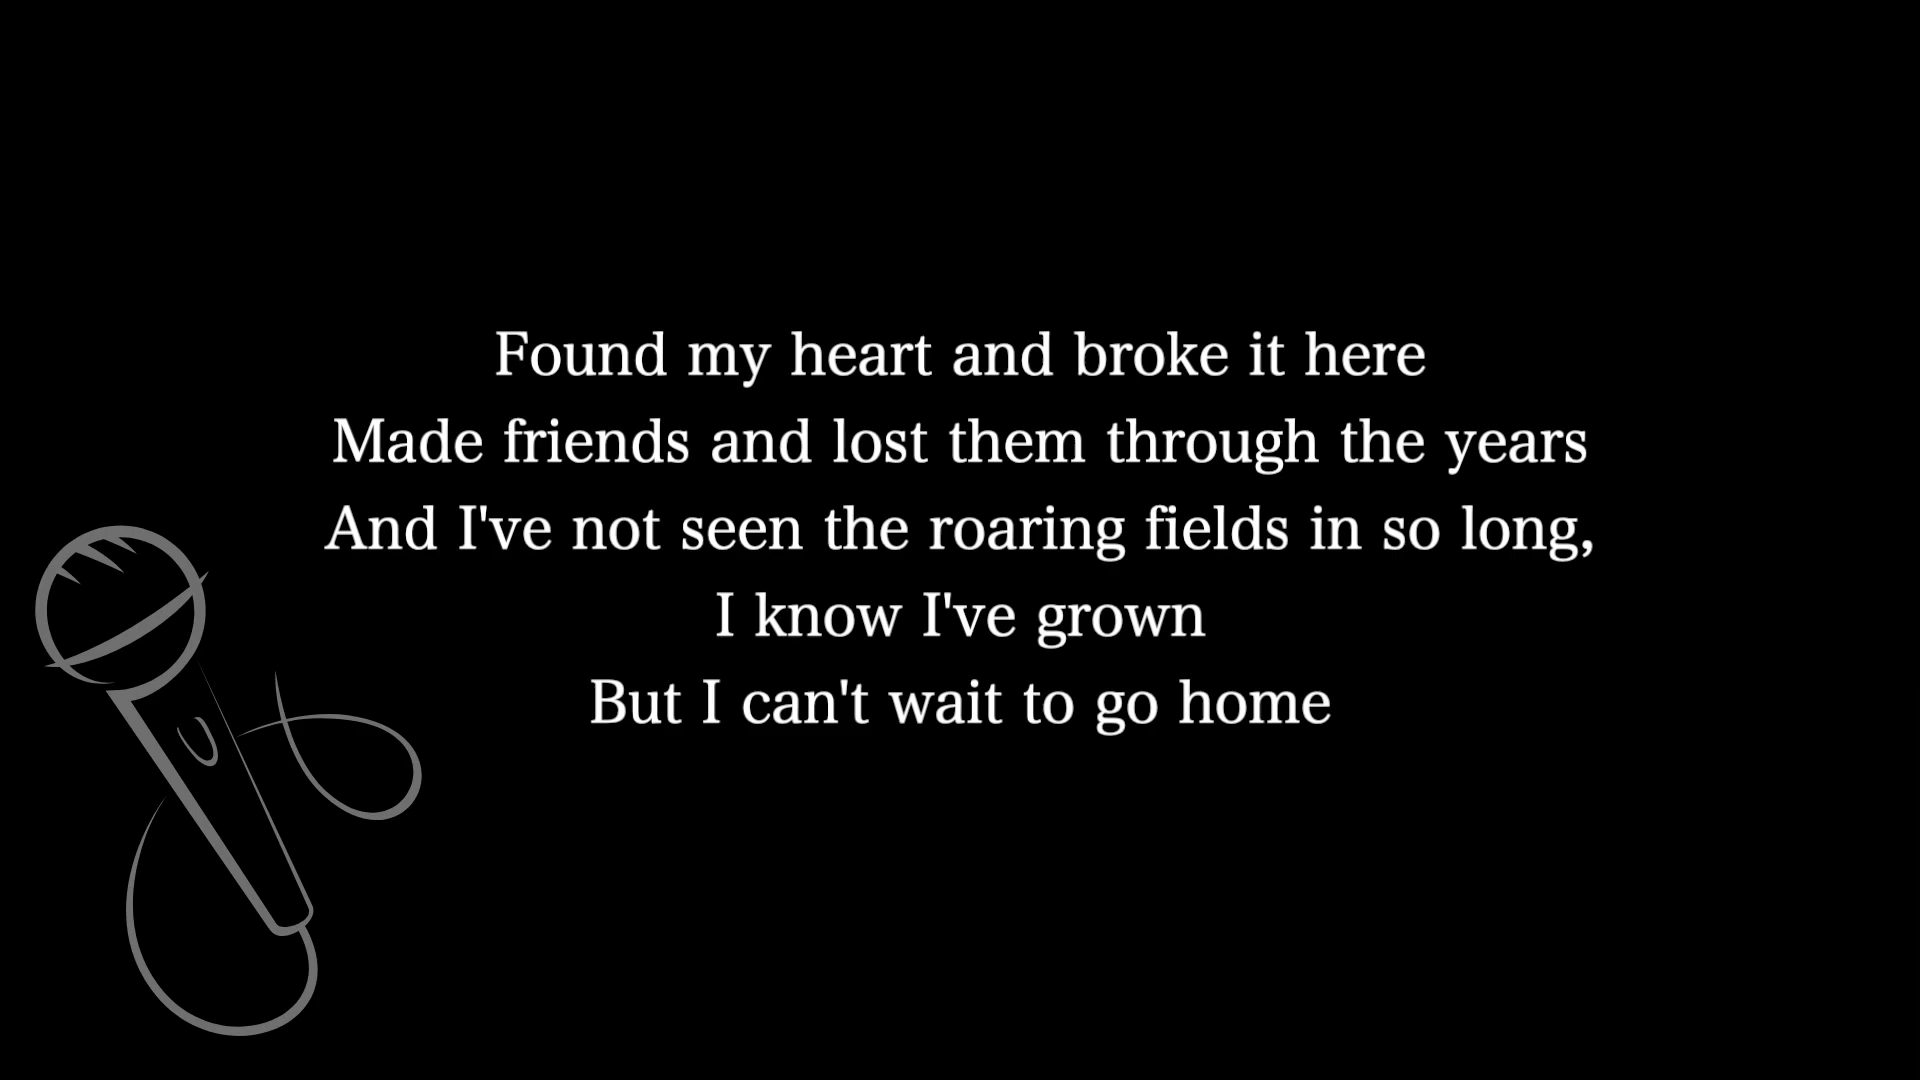 Found my heart and broke it here
Made friends and lost them through the years
And I've not seen the roaring fields in so long,
I know I've grown
But I can't wait to go home